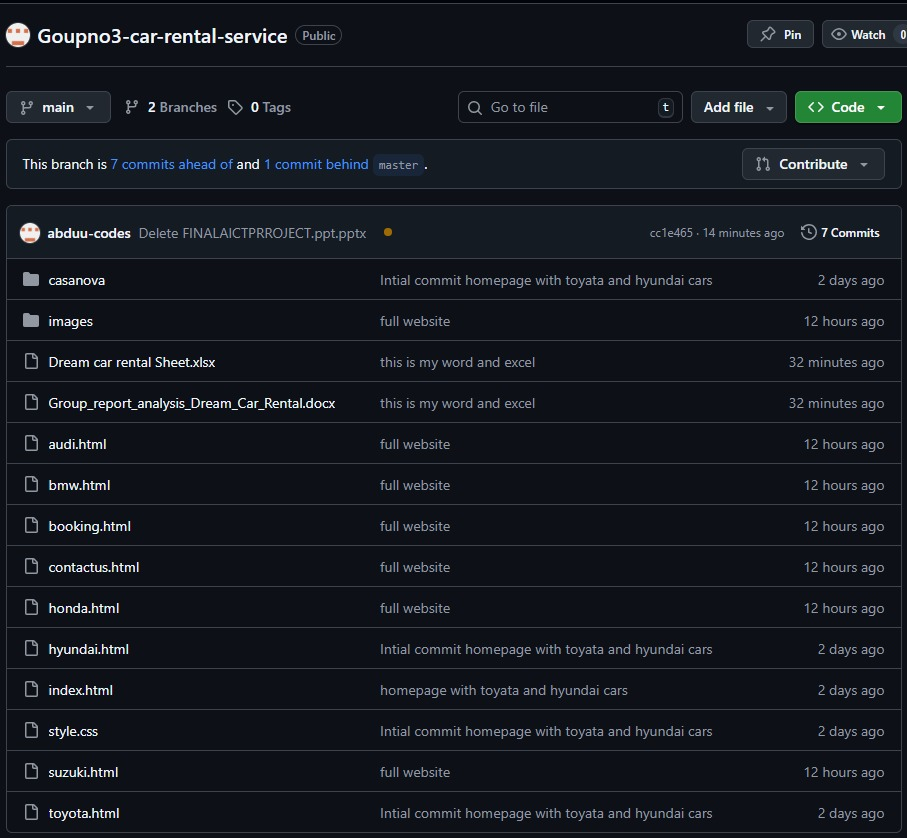 Goupno3-car-rental-service Public Pin Watch 0
main 2 Branches 0 Tags Go to file t Add file Code
This branch is 7 commits ahead of and 1 commit behind master .
Contribute
abduu-codes Delete FINALAICTPRROJECT.ppt.pptx cc1e465 · 14 minutes ago 7 Commits
casanova Intial commit homepage with toyata and hyundai cars 2 days ago
images full website 12 hours ago
Dream car rental Sheet.xlsx this is my word and excel 32 minutes ago
Group_report_analysis_Dream_Car_Rental.docx this is my word and excel 32 minutes ago
audi.html full website 12 hours ago
bmw.html full website 12 hours ago
booking.html full website 12 hours ago
contactus.html full website 12 hours ago
honda.html full website 12 hours ago
hyundai.html Intial commit homepage with toyata and hyundai cars 2 days ago
index.html homepage with toyata and hyundai cars 2 days ago
style.css Intial commit homepage with toyata and hyundai cars 2 days ago
suzuki.html full website 12 hours ago
toyota.html Intial commit homepage with toyata and hyundai cars 2 days ago